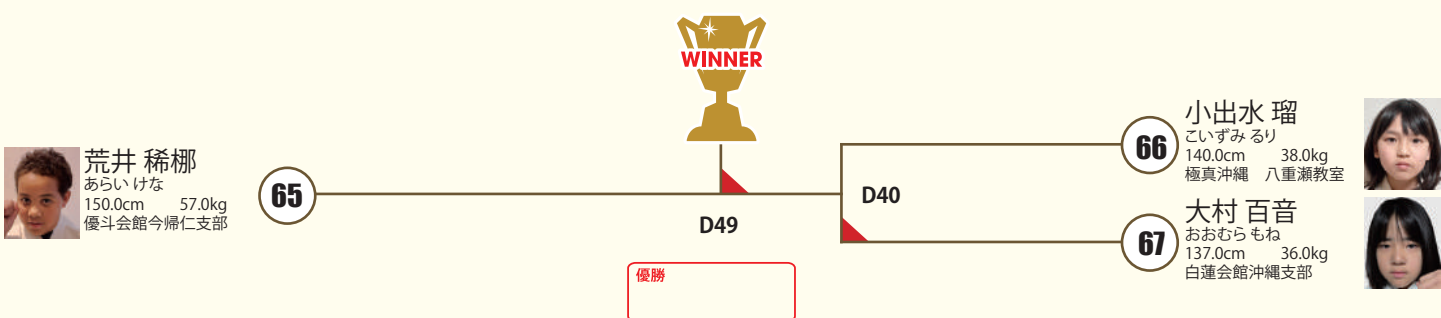 WINNER
荒井 稀梛
あらい けな
150.0cm 57.0kg
優斗会館今帰仁支部
65
66
小出水 瑠
こいずみ るり
140.0cm 38.0kg
極真沖縄 八重瀬教室
D40
D49
67
大村 百音
おおむら もね
137.0cm 36.0kg
白蓮会館沖縄支部
優勝